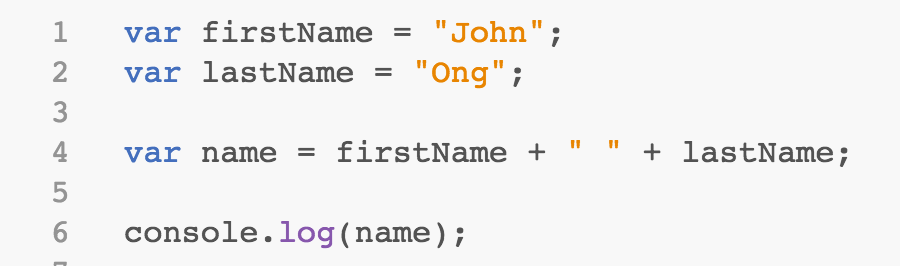 1 var firstName = "John";
2 var lastName = "Ong";
3
4 var name = firstName + " " + lastName;
5
6 console.log(name);